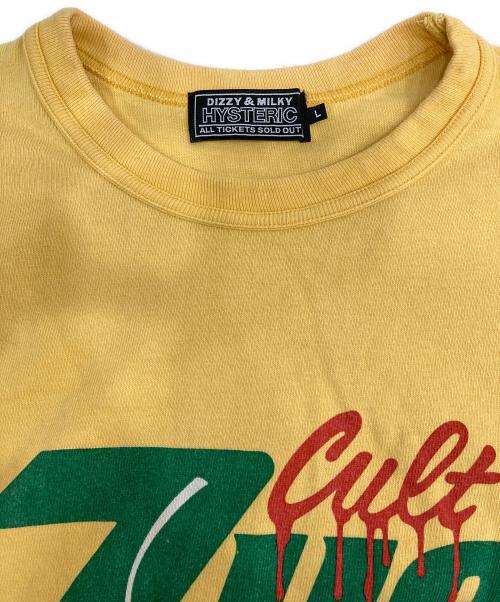 DIZZY & MILKY
HYSTERIC
ALL TICKETS SOLD OUT
L
Cult